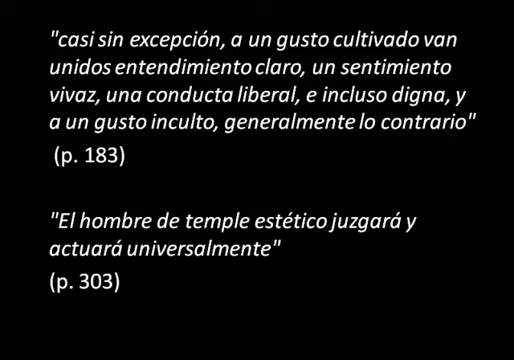 "casi sin excepción, a un gusto cultivado van
unidos entendimiento claro, un sentimiento
vivaz, una conducta liberal, e incluso digna, y
a un gusto inculto, generalmente lo contrario"
(p. 183)
"El hombre de temple estético juzgará y
actuará universalmente"
(p. 303)